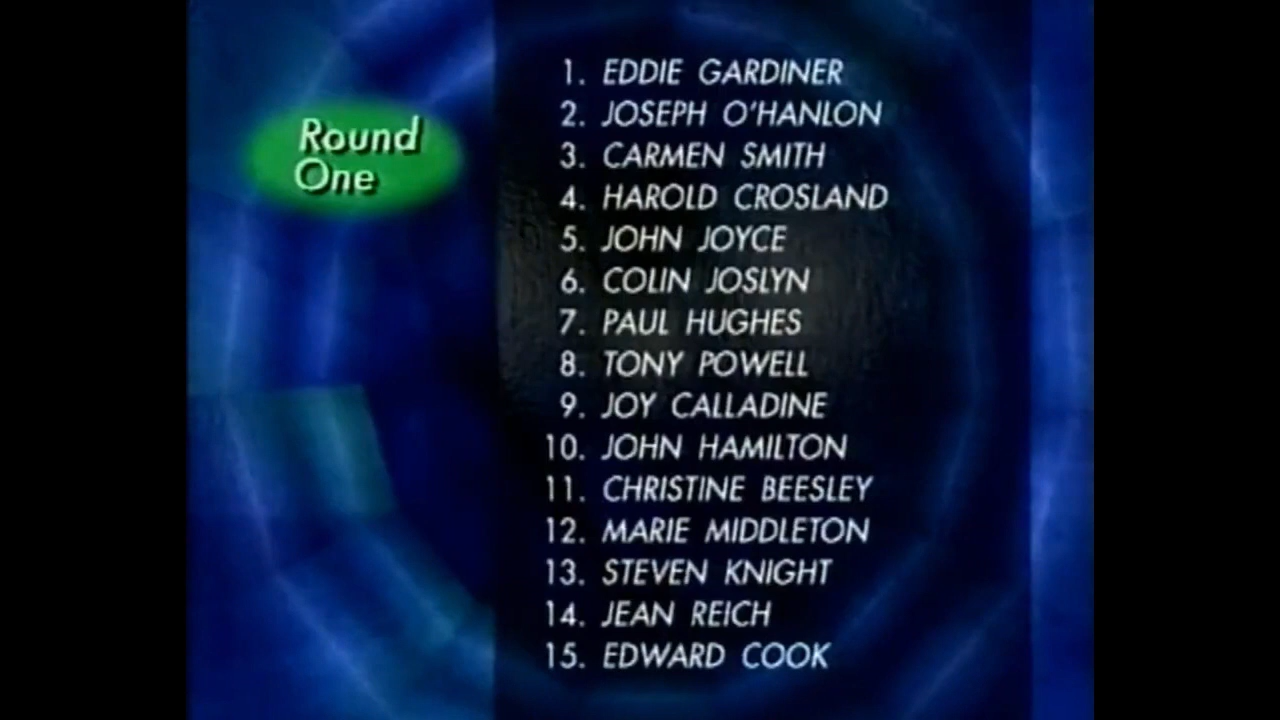 Round
One
1. EDDIE GARDINER
2. JOSEPH O'HANLON
3. CARMEN SMITH
4. HAROLD CROSLAND
5. JOHN JOYCE
6. COLIN JOSLYN
7. PAUL HUGHES
8. TONY POWELL
9. JOY CALLADINE
10. JOHN HAMILTON
11. CHRISTINE BEESLEY
12. MARIE MIDDLETON
13. STEVEN KNIGHT
14. JEAN REICH
15. EDWARD COOK